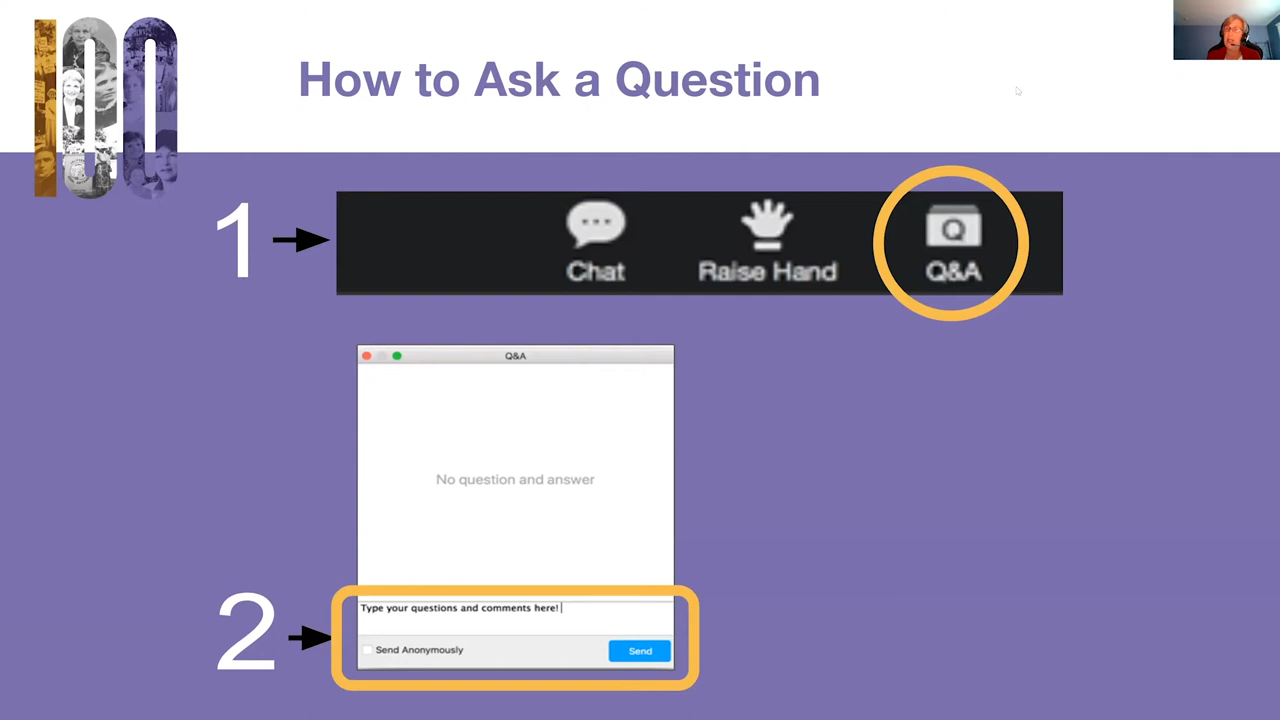 100
How to Ask a Question
1
Chat
Raise Hand
Q&A
Q&A
No question and answer
2
Type your questions and comments here!
Send Anonymously
Send